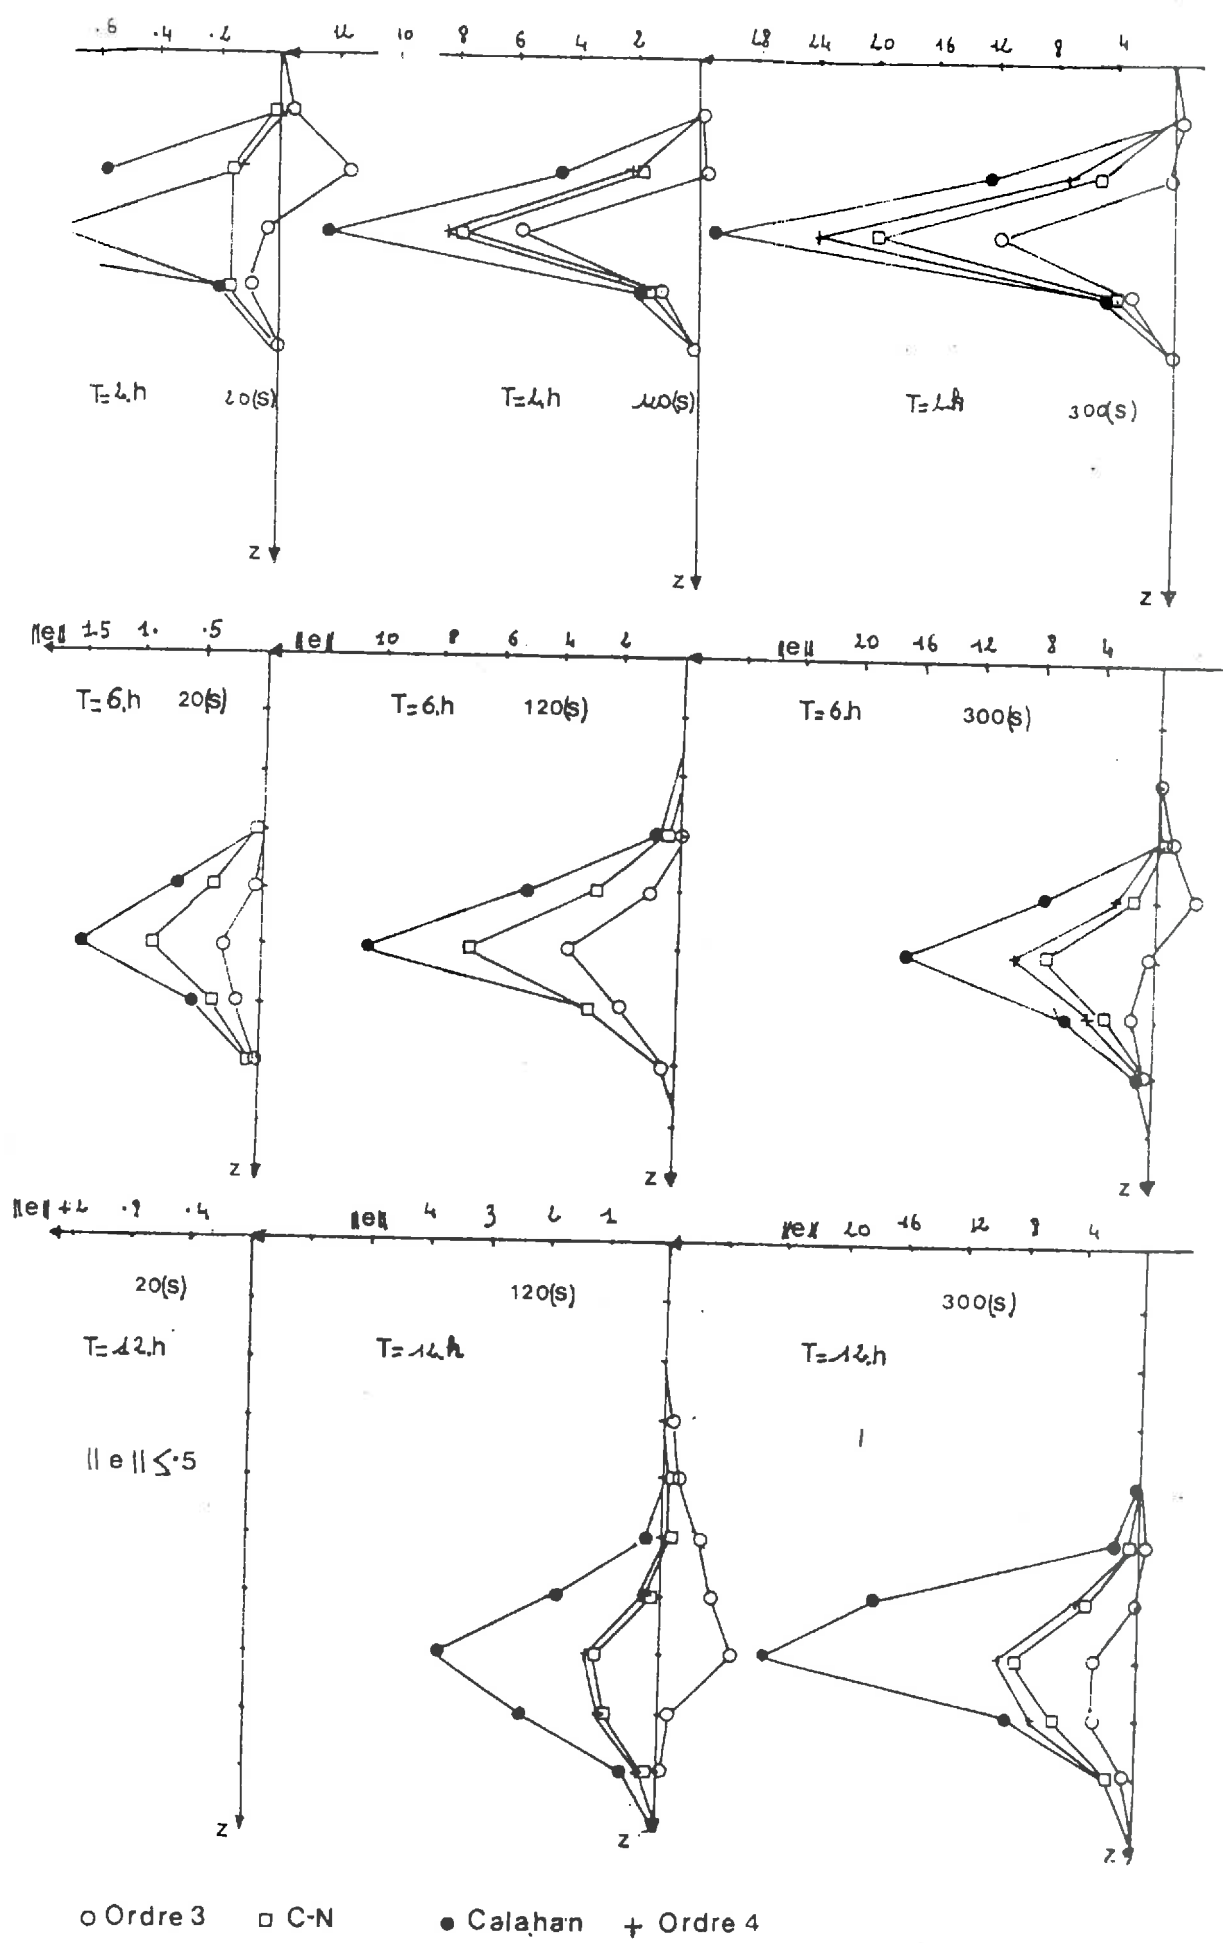 .6 .4 .2 12 10 8 6 4 2 28 24 20 16 12 8 4
T=2.h 20(s) T=2.h 120(s) T=2.h 300(s)
z z z
||e|| 1.5 1. .5 ||e|| 10 8 6 4 2 ||e|| 20 16 12 8 4
T=6.h 20(s) T=6.h 120(s) T=6.h 300(s)
z z z
||e|| .4 ||e|| 4 3 2 1 ||e|| 20 16 12 8 4
20(s) 120(s) 300(s)
T=12.h T=12.h T=12.h
||e||≤.5
z z z
Ordre 3 C-N Calahan + Ordre 4